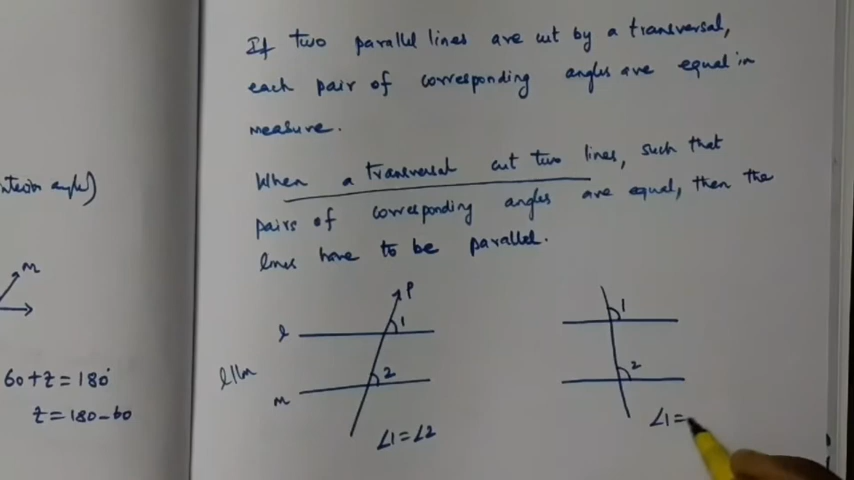 If two parallel lines are cut by a transversal,
each pair of corresponding angles are equal in
measure.
When a transversal cut two lines, such that
pairs of corresponding angles are equal, then the
lines have to be parallel.
angle)
M
60+z=180°
z=180-60
P
l
1
l||m
2
m
∠1=∠2
1
2
∠1=